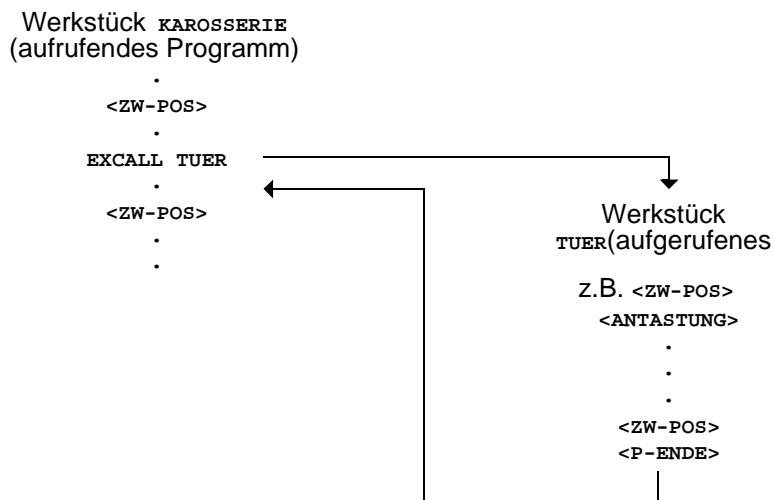 Werkstück KAROSSERIE
(aufrufendes Programm)
.
<ZW-POS>
.
EXCALL TUER
.
<ZW-POS>
.
.
Werkstück
TUER(aufgerufenes
z.B. <ZW-POS>
<ANTASTUNG>
.
.
.
<ZW-POS>
<P-ENDE>